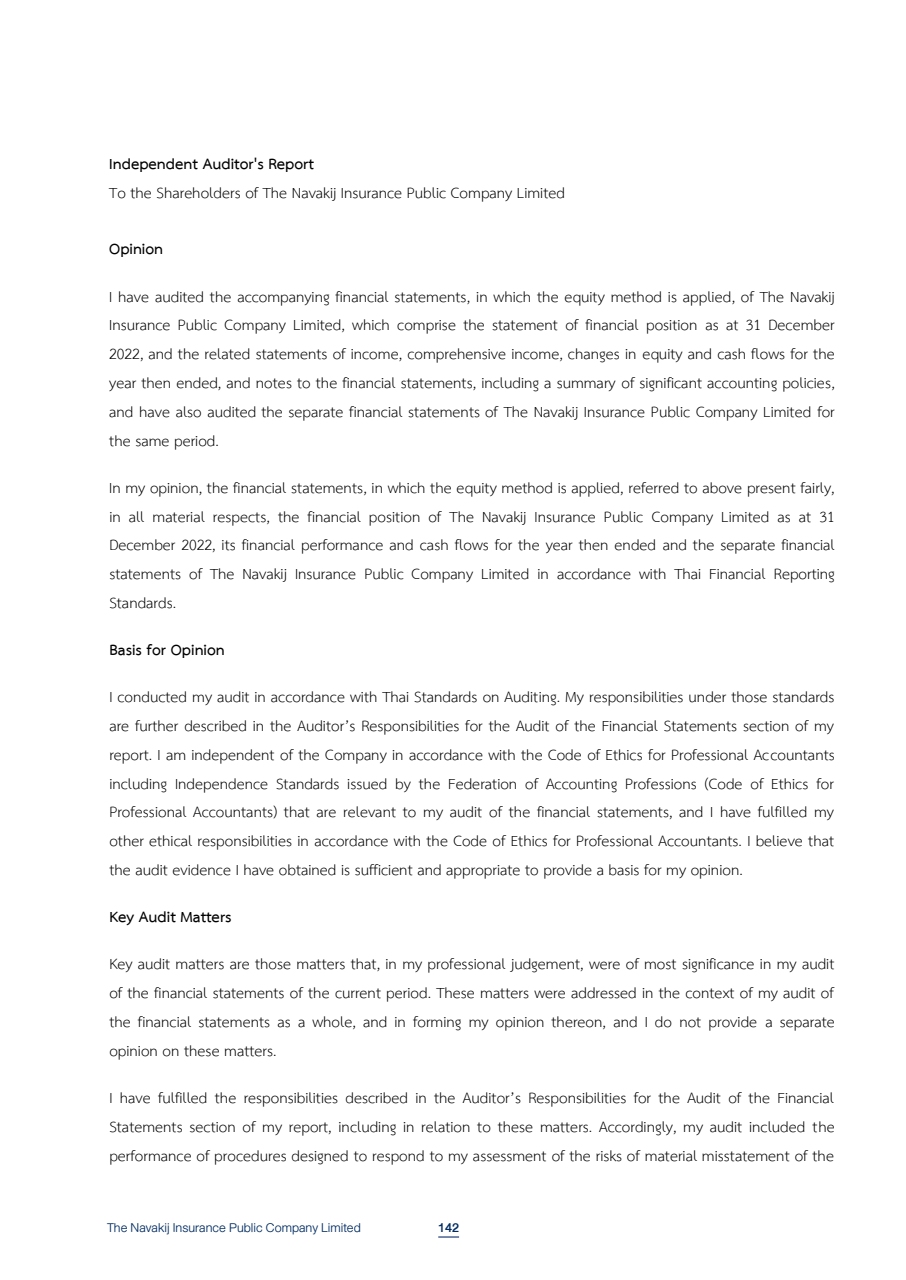 Independent Auditor's Report
To the Shareholders of The Navakij Insurance Public Company Limited
Opinion
I have audited the accompanying financial statements, in which the equity method is applied, of The Navakij
Insurance Public Company Limited, which comprise the statement of financial position as at 31 December
2022, and the related statements of income, comprehensive income, changes in equity and cash flows for the
year then ended, and notes to the financial statements, including a summary of significant accounting policies,
and have also audited the separate financial statements of The Navakij Insurance Public Company Limited for
the same period.
In my opinion, the financial statements, in which the equity method is applied, referred to above present fairly,
in all material respects, the financial position of The Navakij Insurance Public Company Limited as at 31
December 2022, its financial performance and cash flows for the year then ended and the separate financial
statements of The Navakij Insurance Public Company Limited in accordance with Thai Financial Reporting
Standards.
Basis for Opinion
I conducted my audit in accordance with Thai Standards on Auditing. My responsibilities under those standards
are further described in the Auditor’s Responsibilities for the Audit of the Financial Statements section of my
report. I am independent of the Company in accordance with the Code of Ethics for Professional Accountants
including Independence Standards issued by the Federation of Accounting Professions (Code of Ethics for
Professional Accountants) that are relevant to my audit of the financial statements, and I have fulfilled my
other ethical responsibilities in accordance with the Code of Ethics for Professional Accountants. I believe that
the audit evidence I have obtained is sufficient and appropriate to provide a basis for my opinion.
Key Audit Matters
Key audit matters are those matters that, in my professional judgement, were of most significance in my audit
of the financial statements of the current period. These matters were addressed in the context of my audit of
the financial statements as a whole, and in forming my opinion thereon, and I do not provide a separate
opinion on these matters.
I have fulfilled the responsibilities described in the Auditor’s Responsibilities for the Audit of the Financial
Statements section of my report, including in relation to these matters. Accordingly, my audit included the
performance of procedures designed to respond to my assessment of the risks of material misstatement of the
The Navakij Insurance Public Company Limited 142